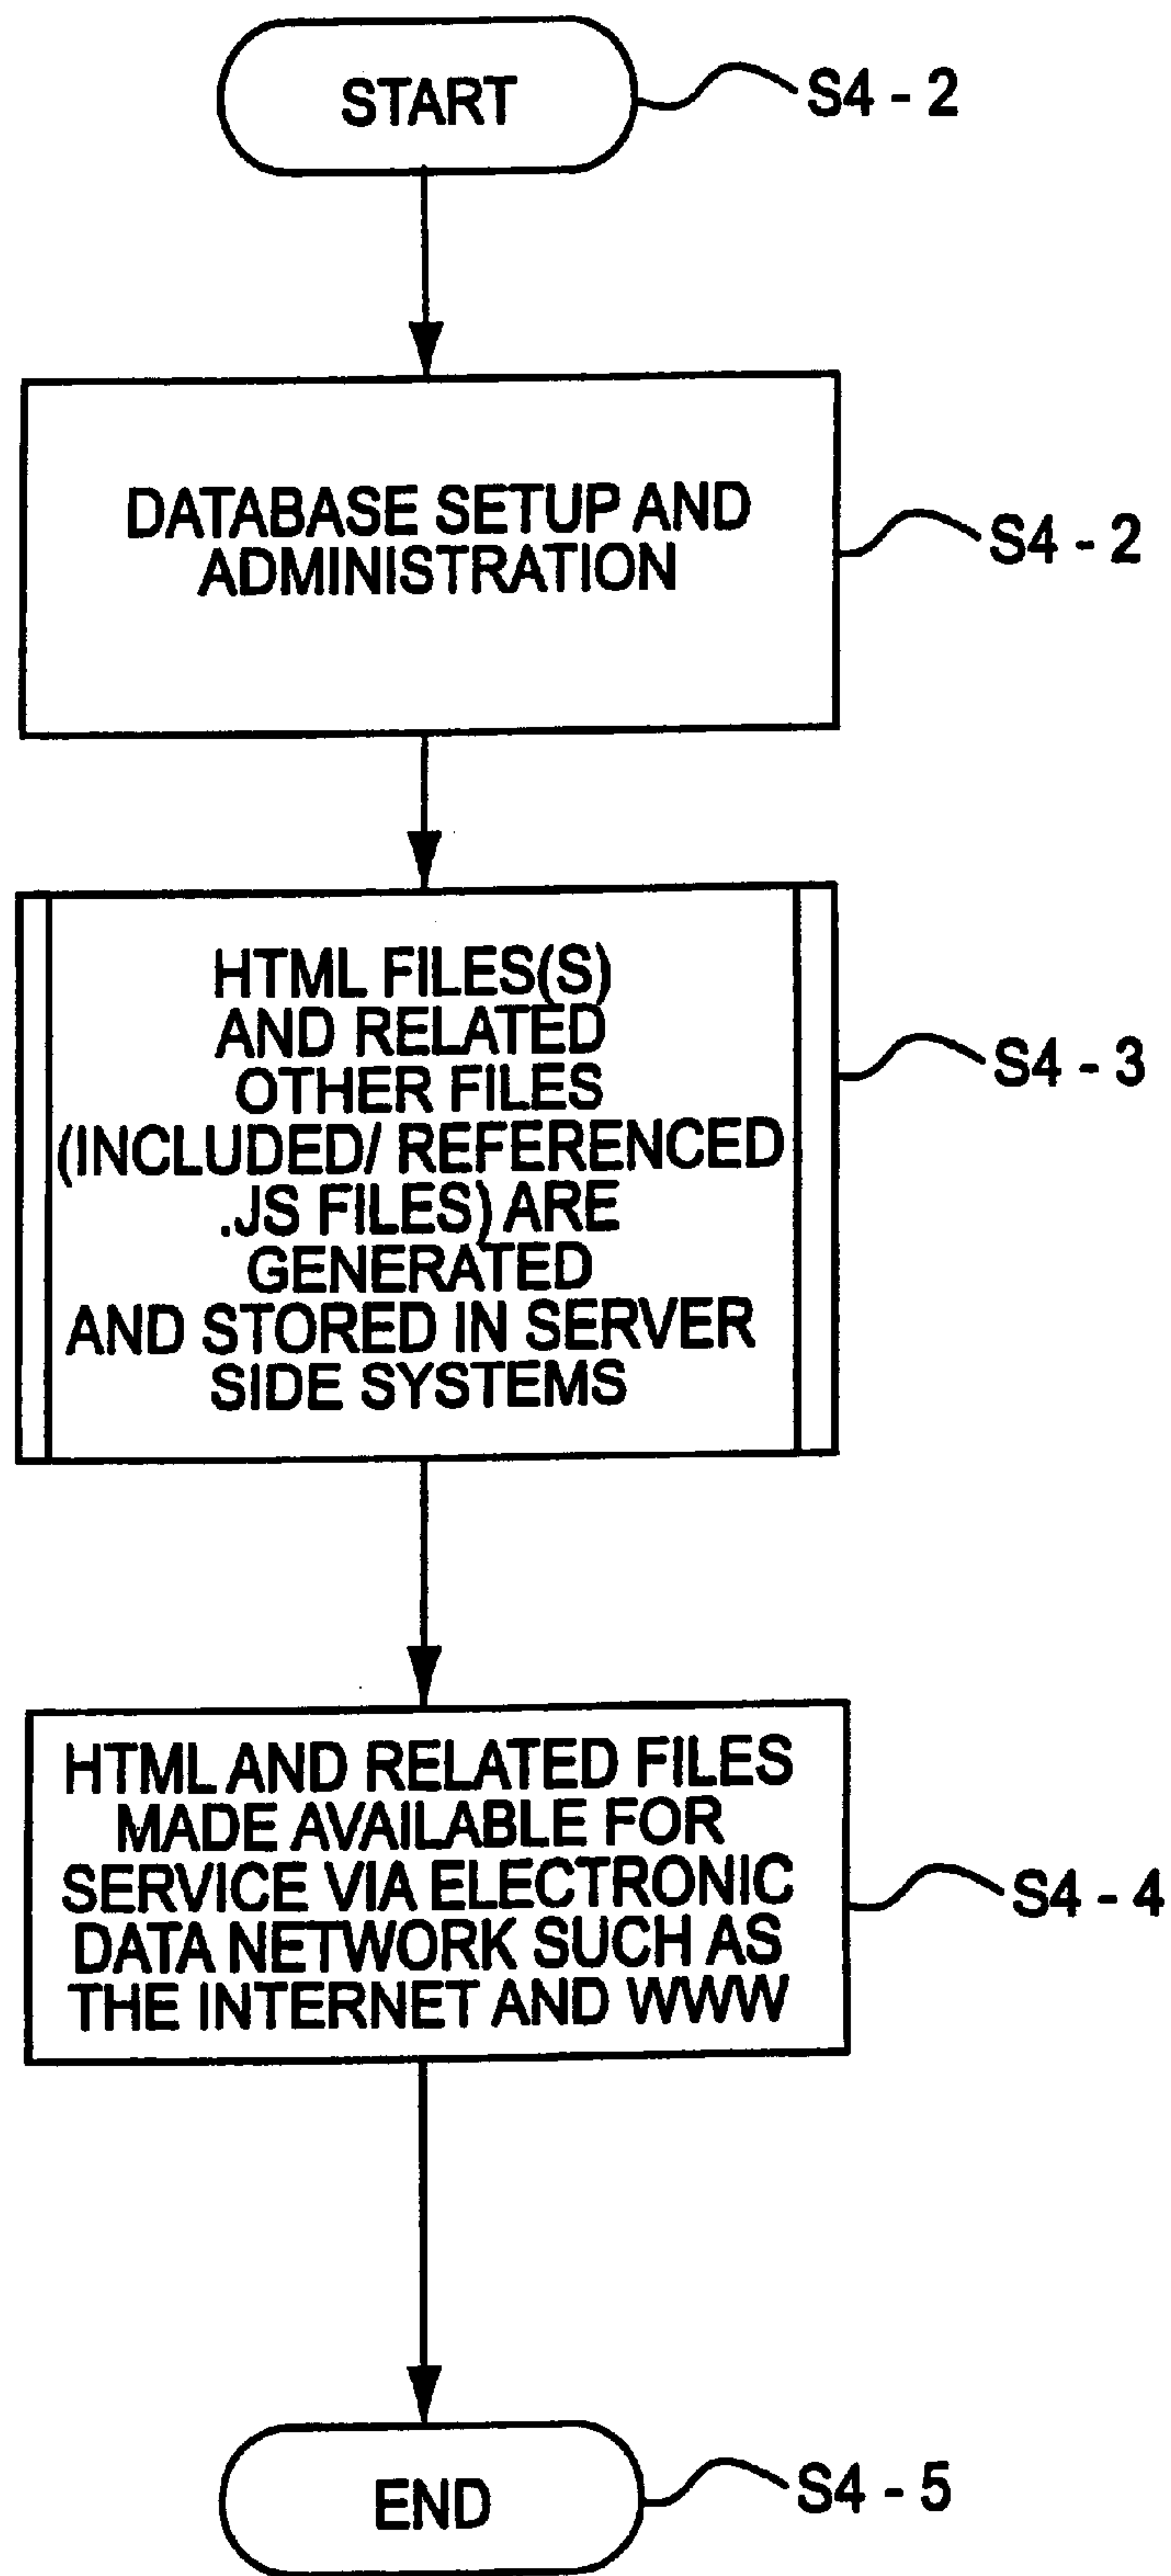 START
S4 - 2
DATABASE SETUP AND
ADMINISTRATION
S4 - 2
HTML FILES(S)
AND RELATED
OTHER FILES
(INCLUDED/ REFERENCED
.JS FILES) ARE
GENERATED
AND STORED IN SERVER
SIDE SYSTEMS
S4 - 3
HTML AND RELATED FILES
MADE AVAILABLE FOR
SERVICE VIA ELECTRONIC
DATA NETWORK SUCH AS
THE INTERNET AND WWW
S4 - 4
END
S4 - 5